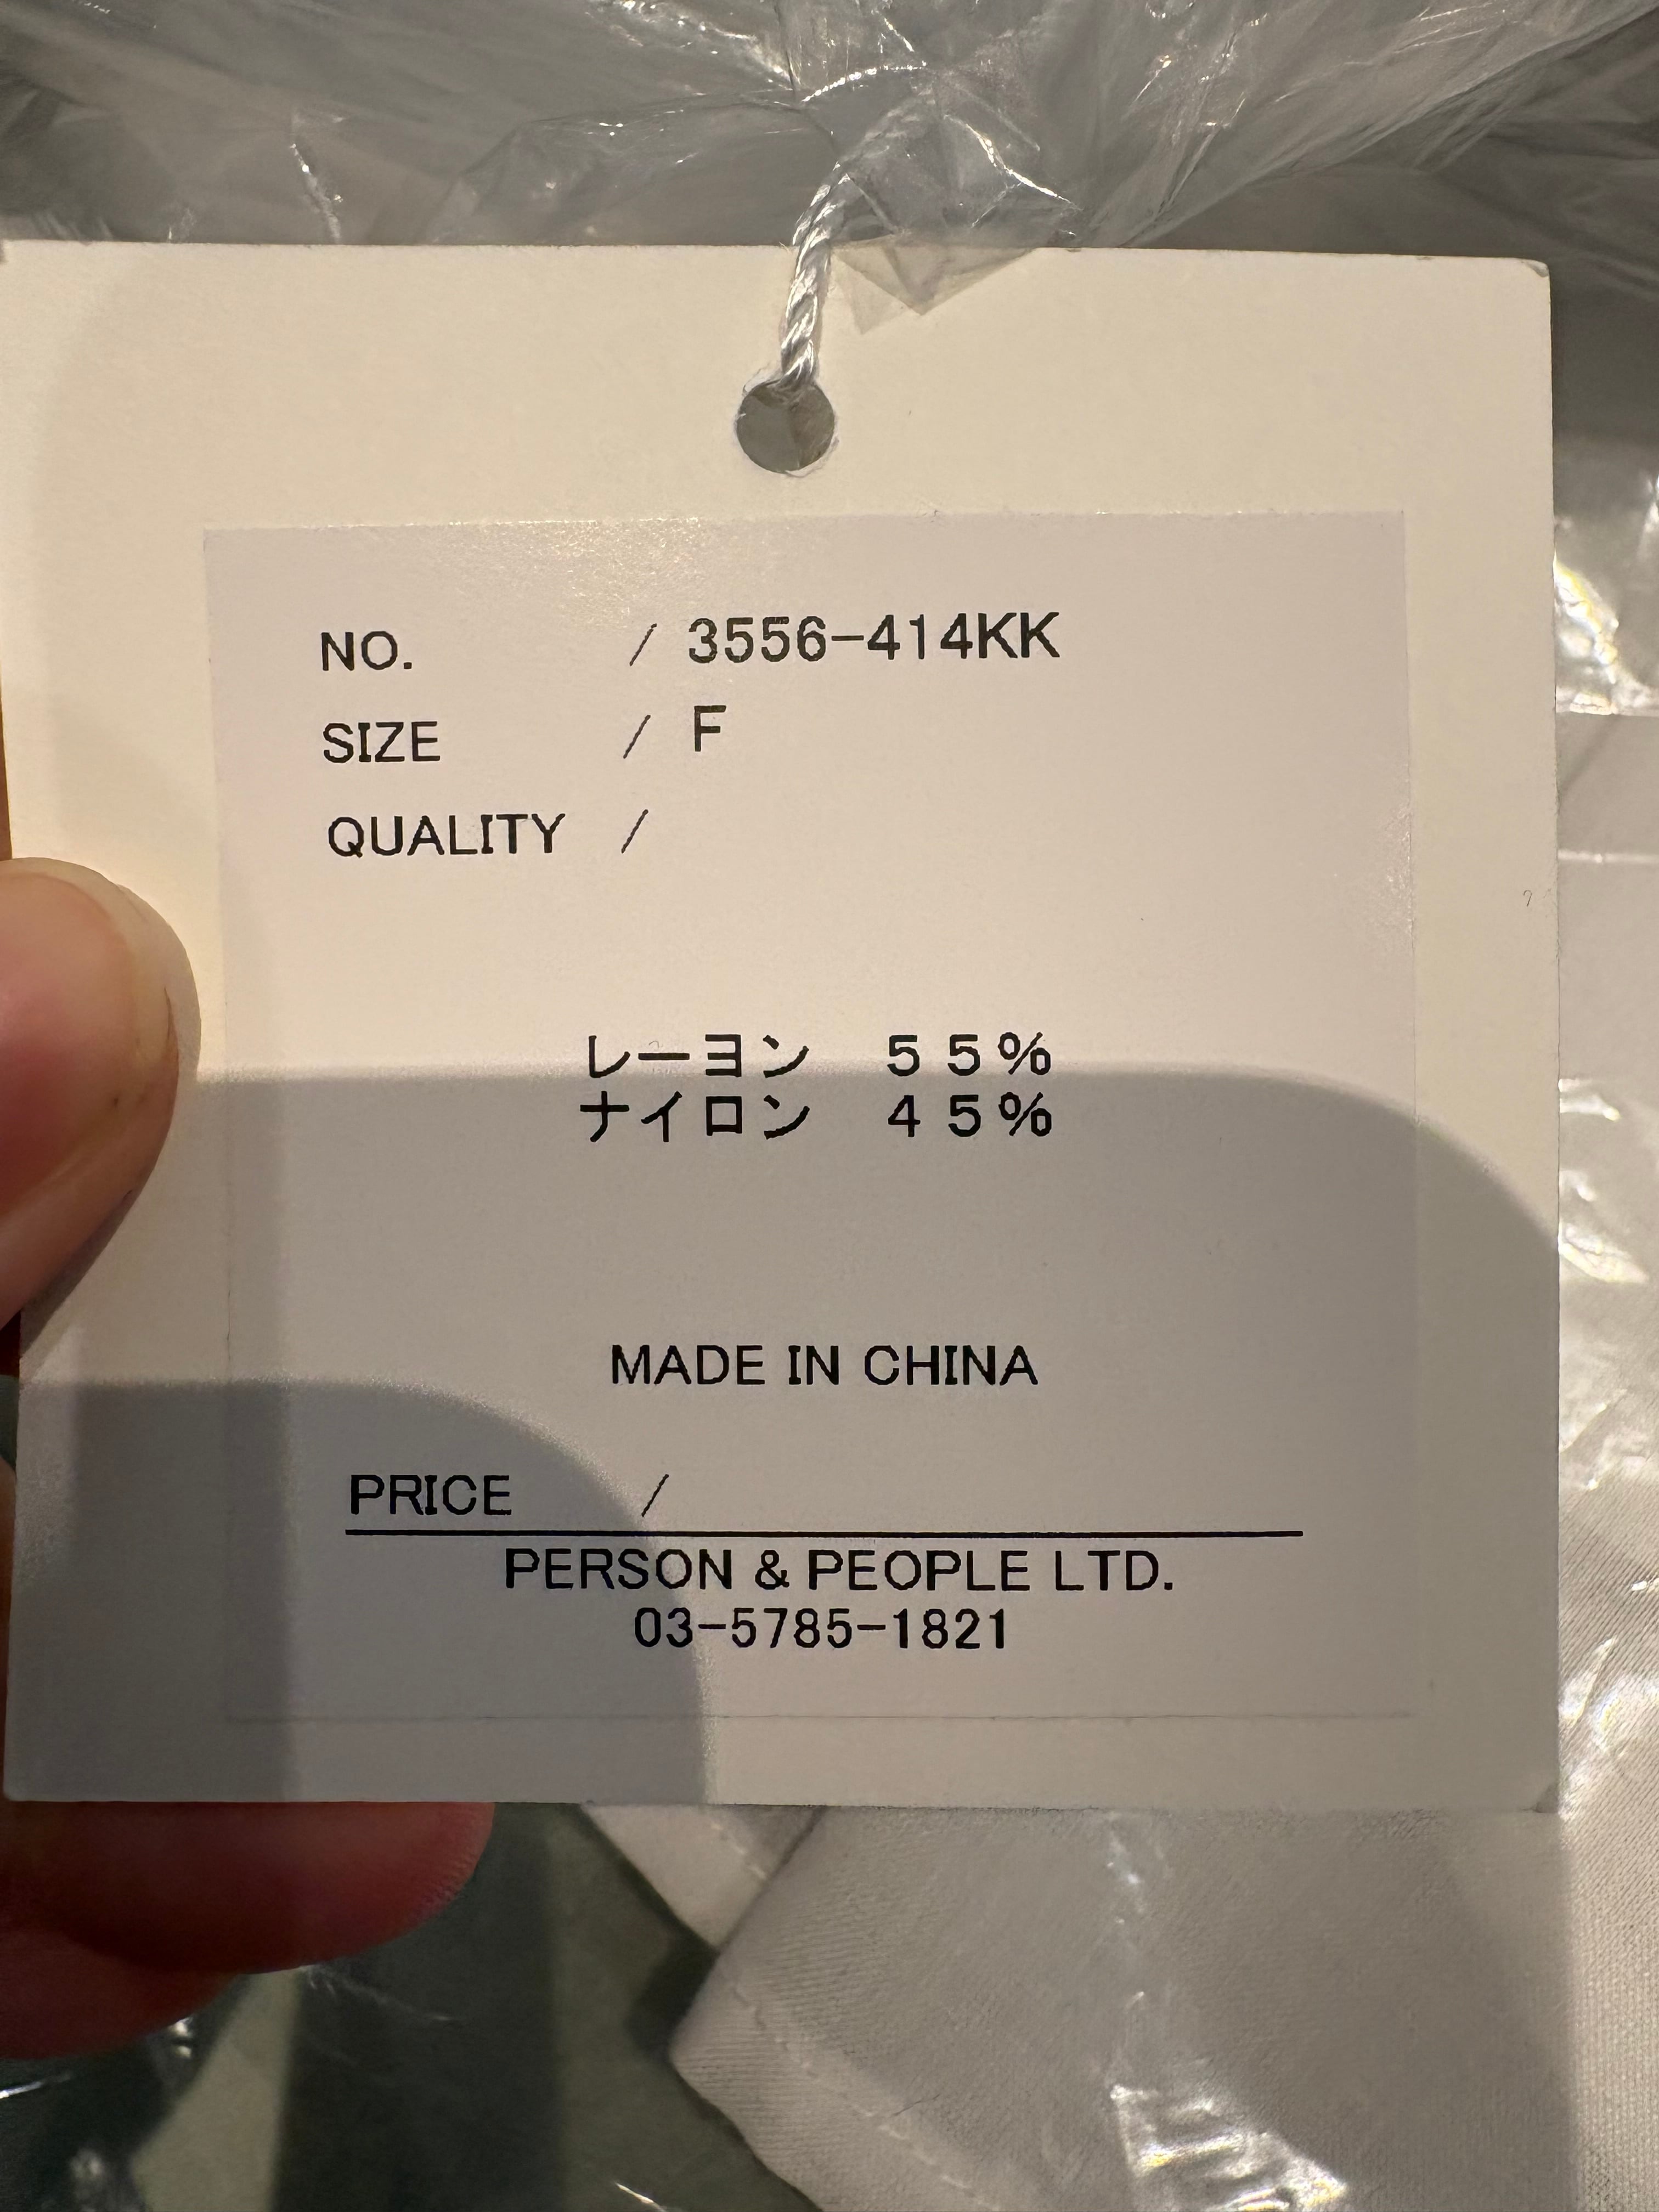 NO. / 3556-414KK
SIZE / F
QUALITY /
レーヨン　５５％
ナイロン　４５％
MADE IN CHINA
PRICE /
PERSON & PEOPLE LTD.
03-5785-1821